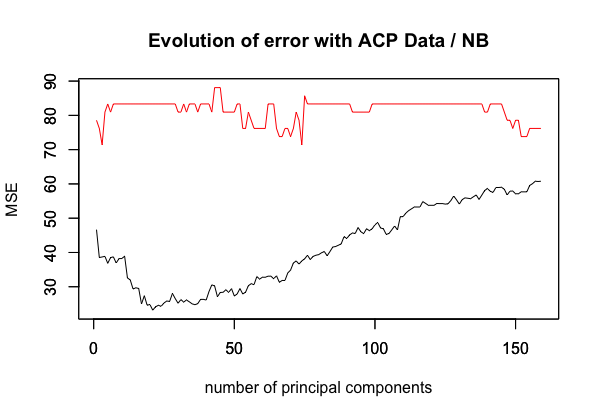 Evolution of error with ACP Data / NB
MSE
90
80
70
60
50
40
30
0 50 100 150
number of principal components